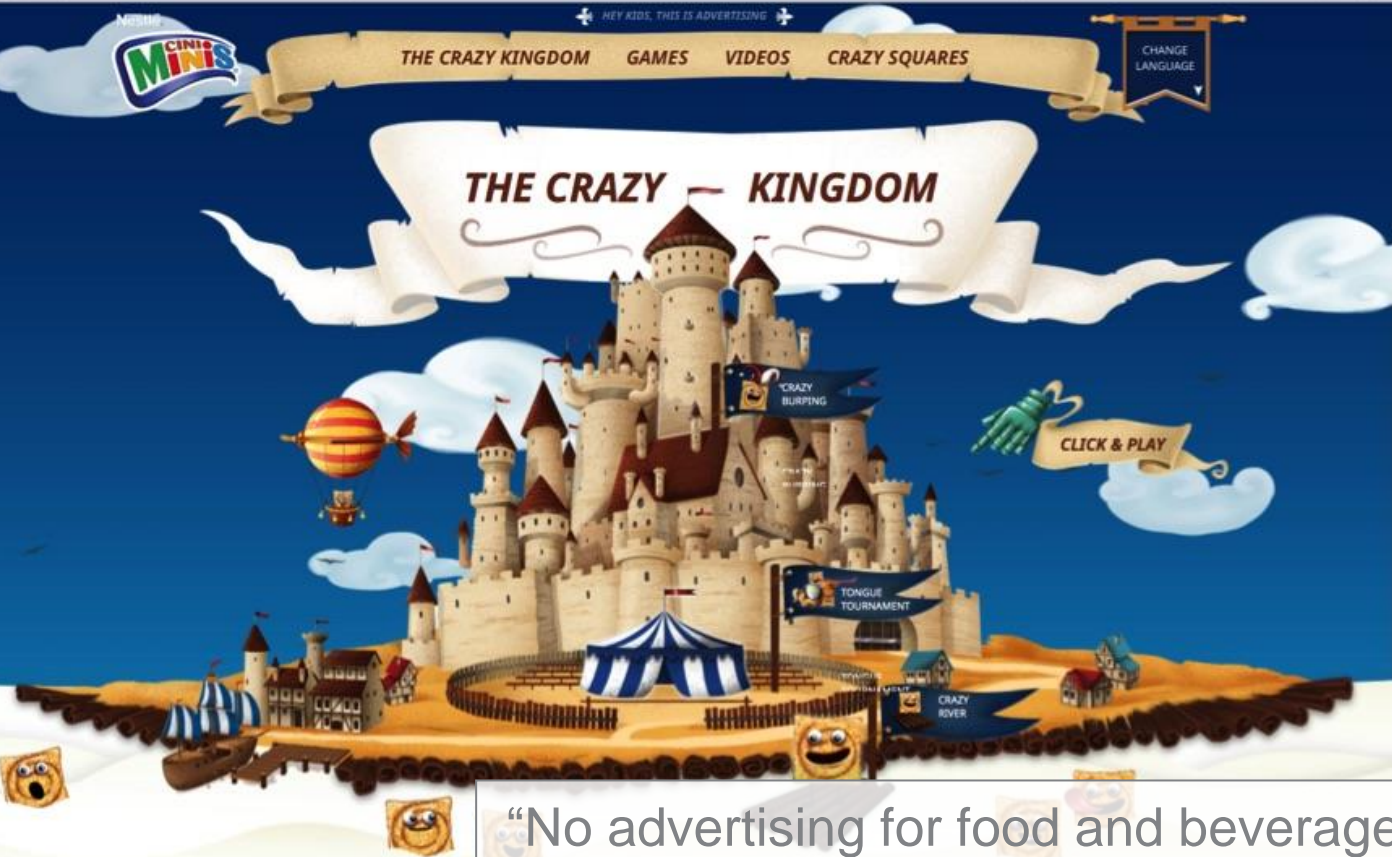 HEY KIDS, THIS IS ADVERTISING
Nestlé
CINI
MINIS
THE CRAZY KINGDOM GAMES VIDEOS CRAZY SQUARES
CHANGE
LANGUAGE
THE CRAZY KINGDOM
CRAZY
BURPING
CLICK & PLAY
TONGUE
TOURNAMENT
CRAZY
RIVER
“No advertising for food and beverage